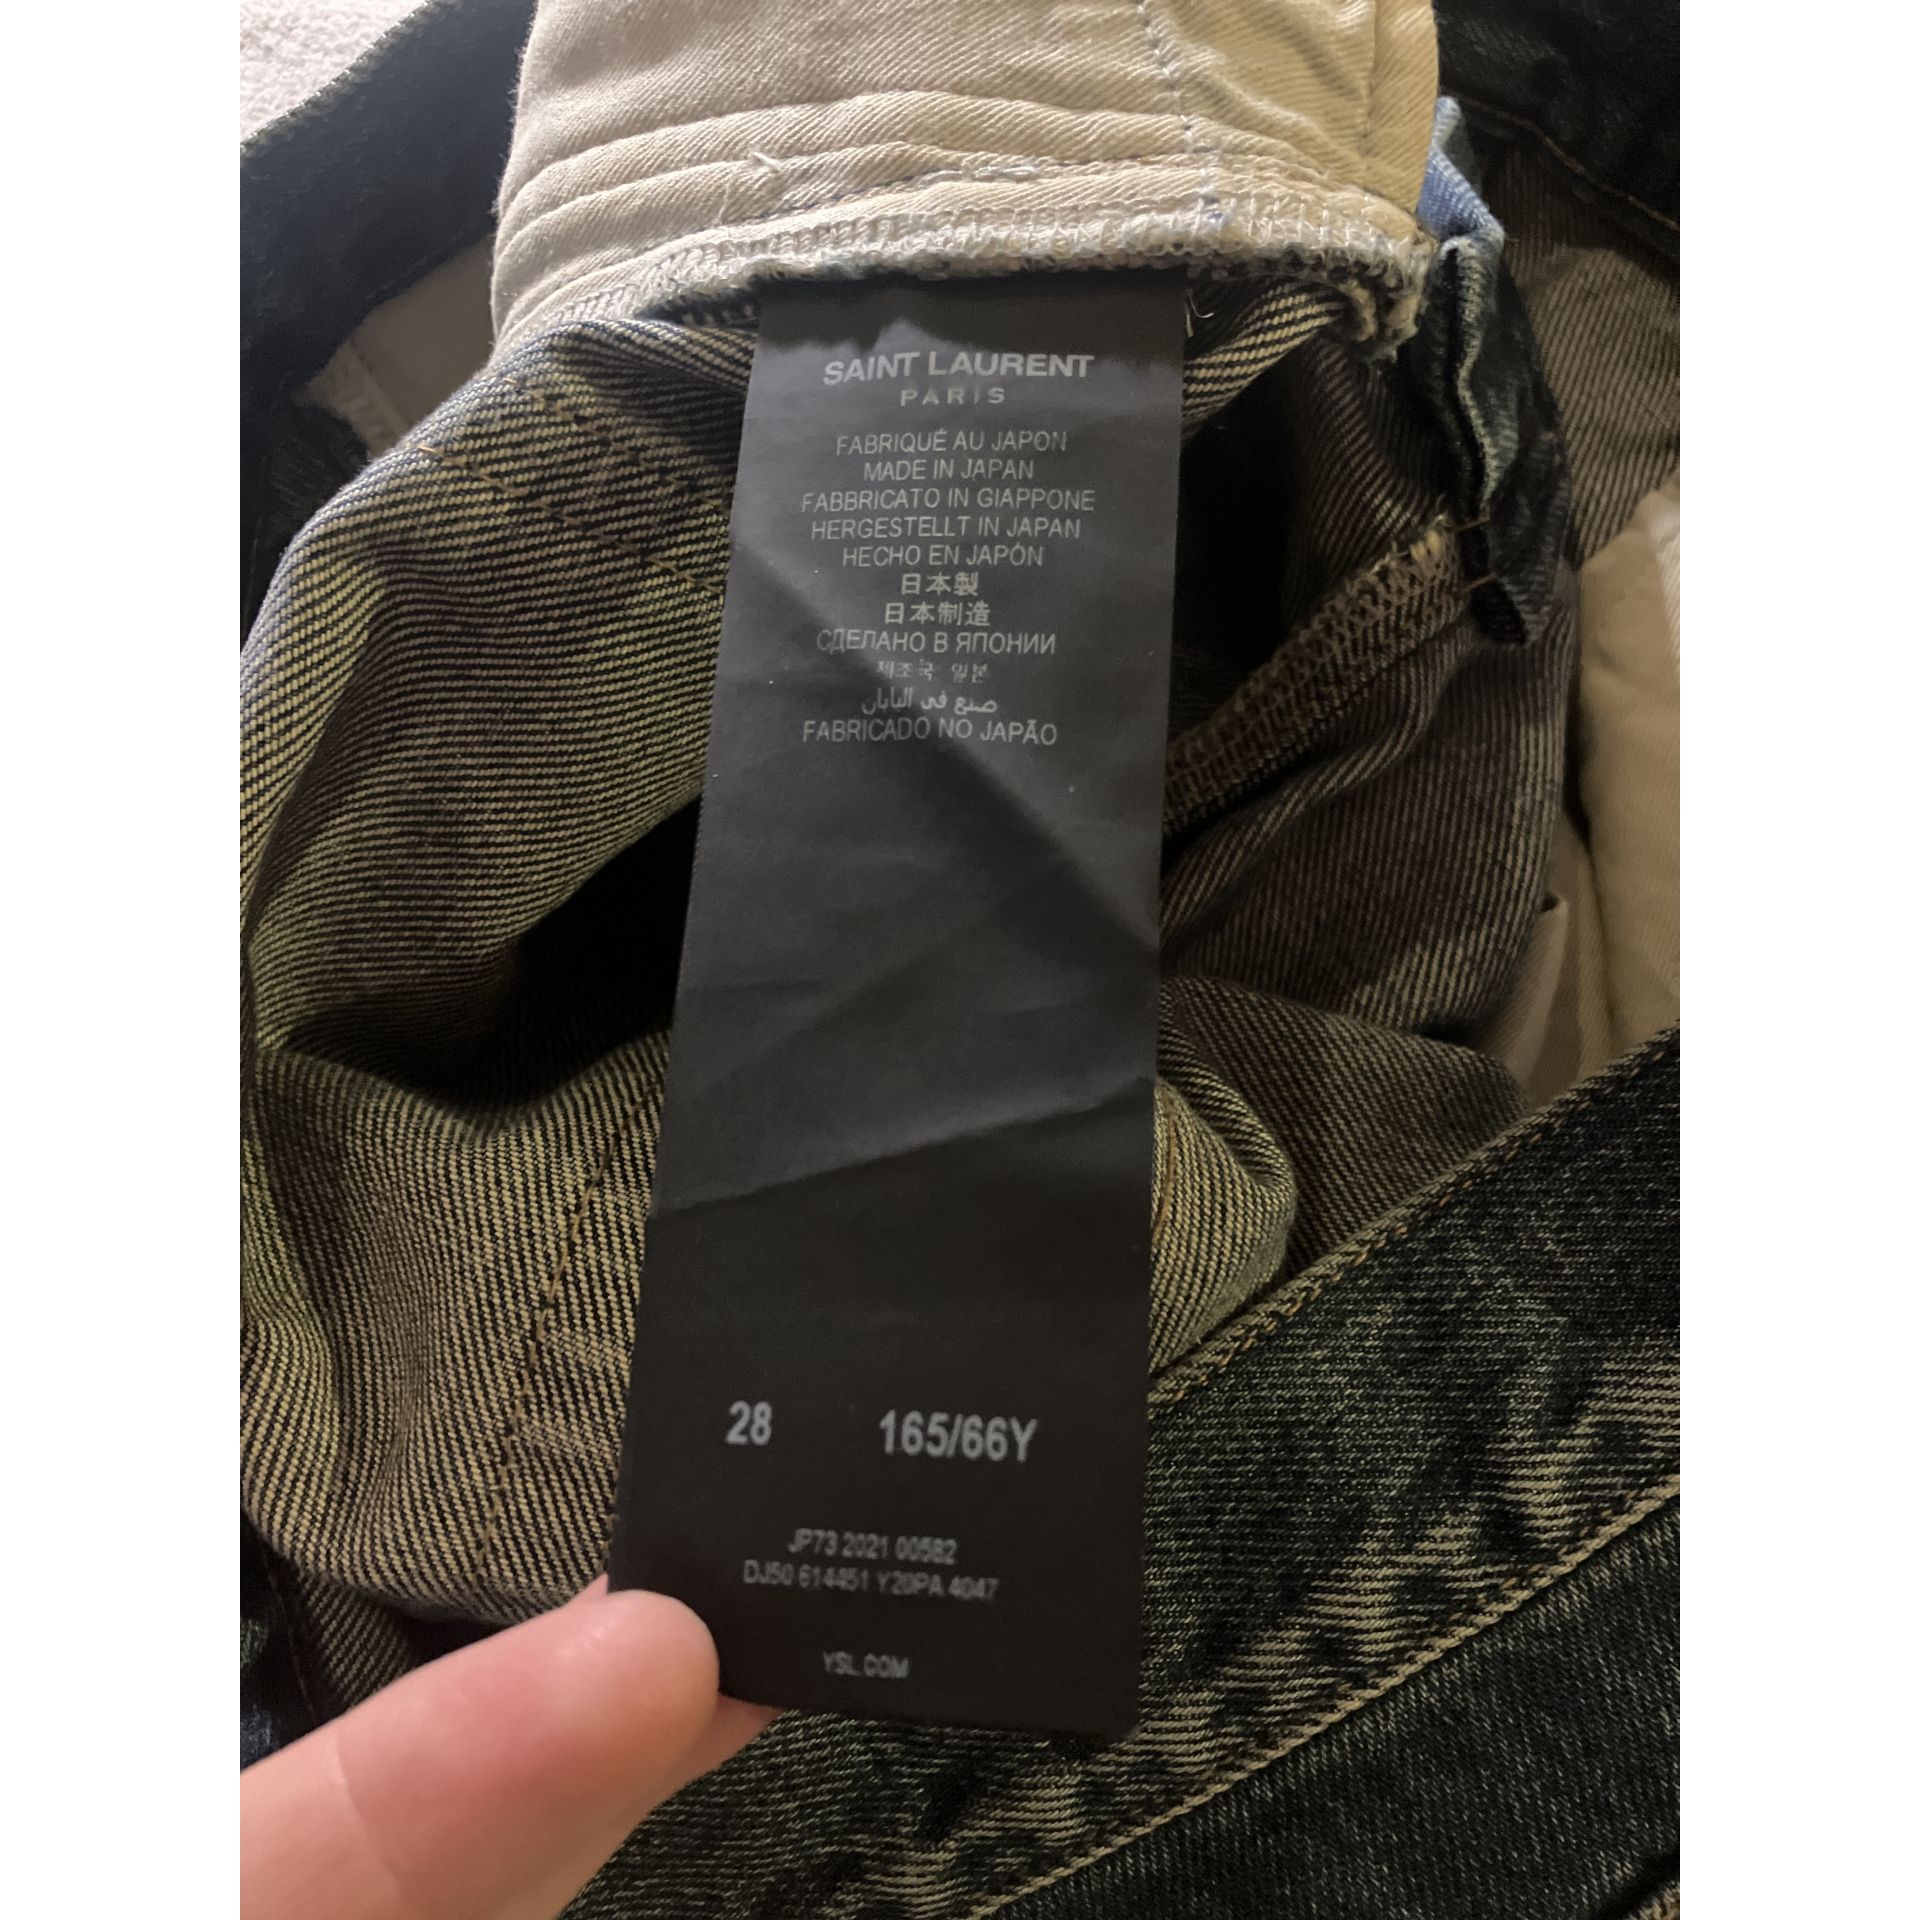 SAINT LAURENT
PARIS
FABRIQUÉ AU JAPON
MADE IN JAPAN
FABBRICATO IN GIAPPONE
HERGESTELLT IN JAPAN
HECHO EN JAPÓN
日本製
日本制造
СДЕЛАНО В ЯПОНИИ
제조국 일본
صنع في اليابان
FABRICADO NO JAPÃO
28 165/66Y
JP73 2021 00582
DJ50 614451 Y20PA 4047
YSL.COM